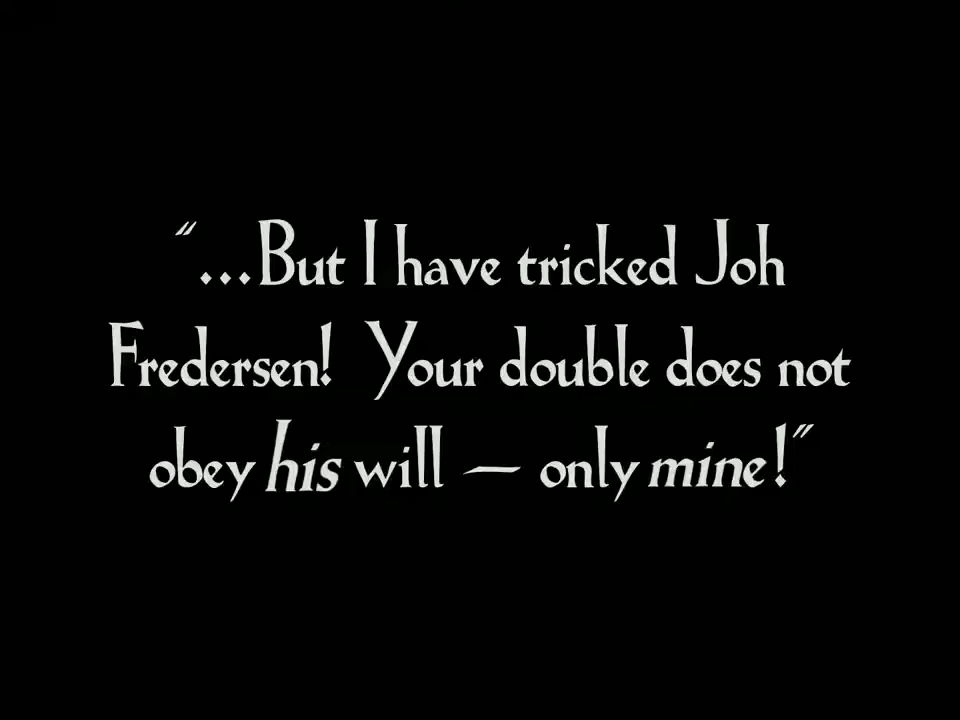 “...But I have tricked Joh
Fredersen! Your double does not
obey his will — only mine!”